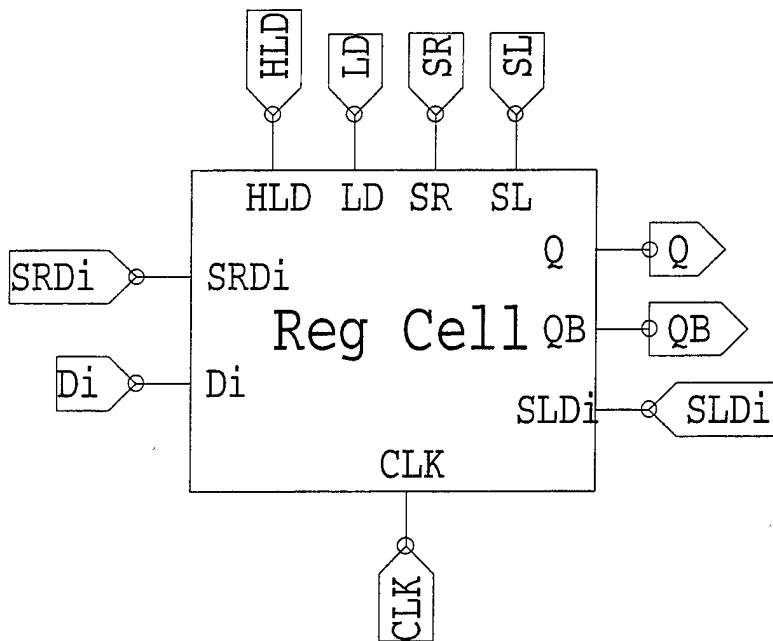 HLD LD SR SL
HLD LD SR SL
Q Q
SRDi SRDi
Reg Cell
QB QB
Di Di
SLDi SLDi
CLK
CLK